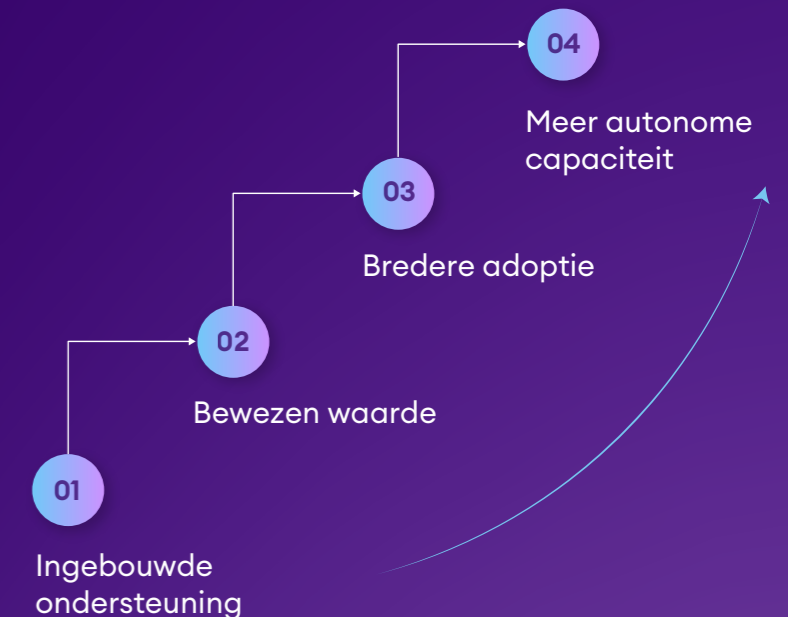 04
Meer autonome
capaciteit
03
Bredere adoptie
02
Bewezen waarde
01
Ingebouwde
ondersteuning